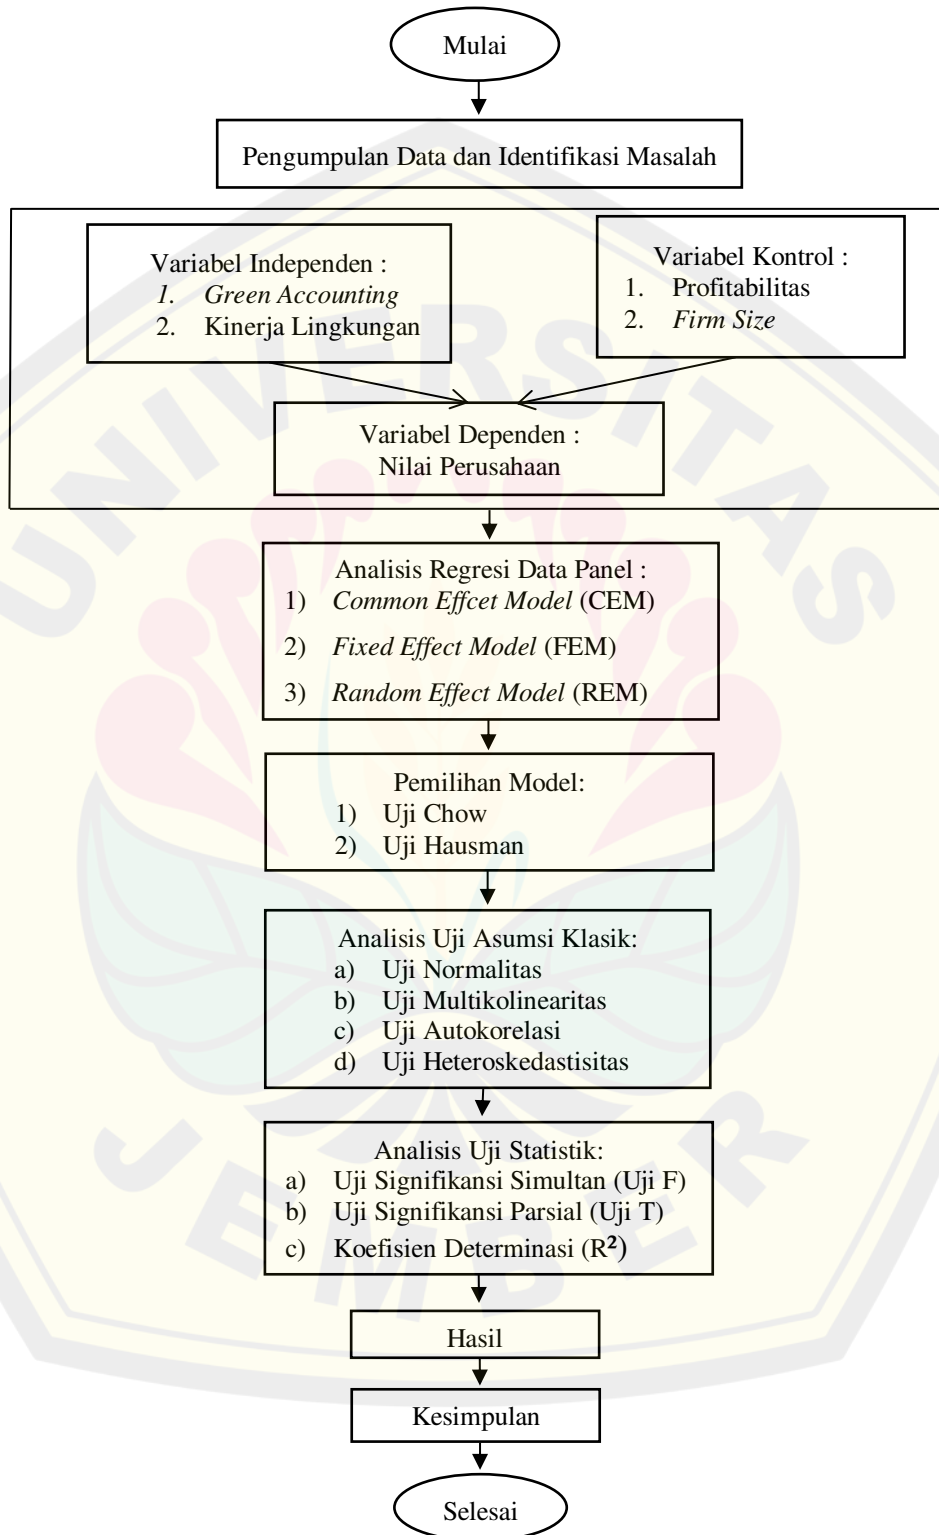 Mulai
Pengumpulan Data dan Identifikasi Masalah
Variabel Independen :
1. Green Accounting
2. Kinerja Lingkungan
Variabel Kontrol :
1. Profitabilitas
2. Firm Size
Variabel Dependen :
Nilai Perusahaan
Analisis Regresi Data Panel :
1) Common Effcet Model (CEM)
2) Fixed Effect Model (FEM)
3) Random Effect Model (REM)
Pemilihan Model:
1) Uji Chow
2) Uji Hausman
Analisis Uji Asumsi Klasik:
a) Uji Normalitas
b) Uji Multikolinearitas
c) Uji Autokorelasi
d) Uji Heteroskedastisitas
Analisis Uji Statistik:
a) Uji Signifikansi Simultan (Uji F)
b) Uji Signifikansi Parsial (Uji T)
c) Koefisien Determinasi (R²)
Hasil
Kesimpulan
Selesai
UNIVERSITAS
JEMBER